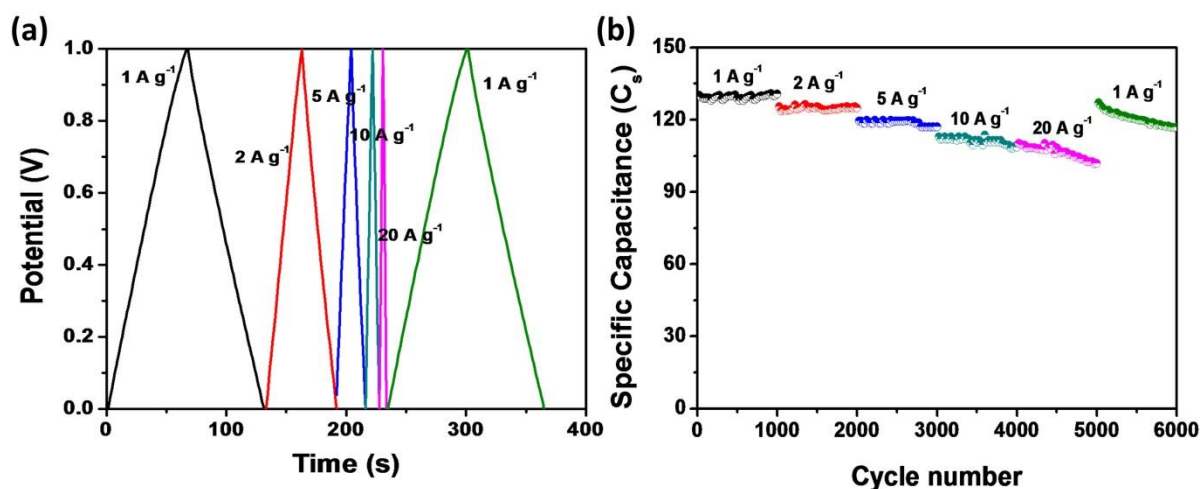 (a)
1.0
0.8
0.6
0.4
0.2
0.0
Potential (V)
1 A g⁻¹
2 A g⁻¹
5 A g⁻¹
10 A g⁻¹
20 A g⁻¹
1 A g⁻¹
0 100 200 300 400
Time (s)
(b)
150
120
90
60
30
0
Specific Capacitance (Cₛ)
1 A g⁻¹
2 A g⁻¹
5 A g⁻¹
10 A g⁻¹
20 A g⁻¹
1 A g⁻¹
0 1000 2000 3000 4000 5000 6000
Cycle number